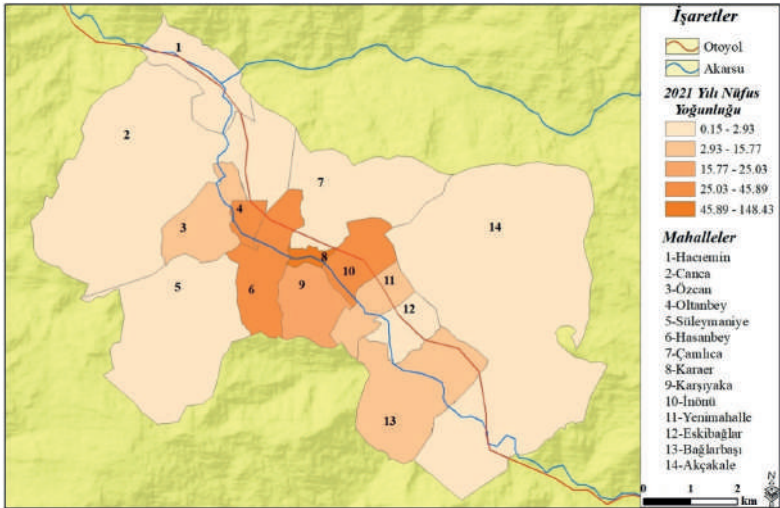 İşaretler
Otoyol
Akarsu
2021 Yılı Nüfus
Yoğunluğu
0.15 - 2.93
2.93 - 15.77
15.77 - 25.03
25.03 - 45.89
45.89 - 148.43
Mahalleler
1-Hacıemin
2-Canca
3-Özcan
4-Oltanbey
5-Süleymaniye
6-Hasanbey
7-Çamlıca
8-Karaer
9-Karşıyaka
10-İnönü
11-Yenimahalle
12-Eskibağlar
13-Bağlarbaşı
14-Akçakale
0 1 2
km
N
1
2
7
3
4
14
5
6
8
9
10
11
12
13